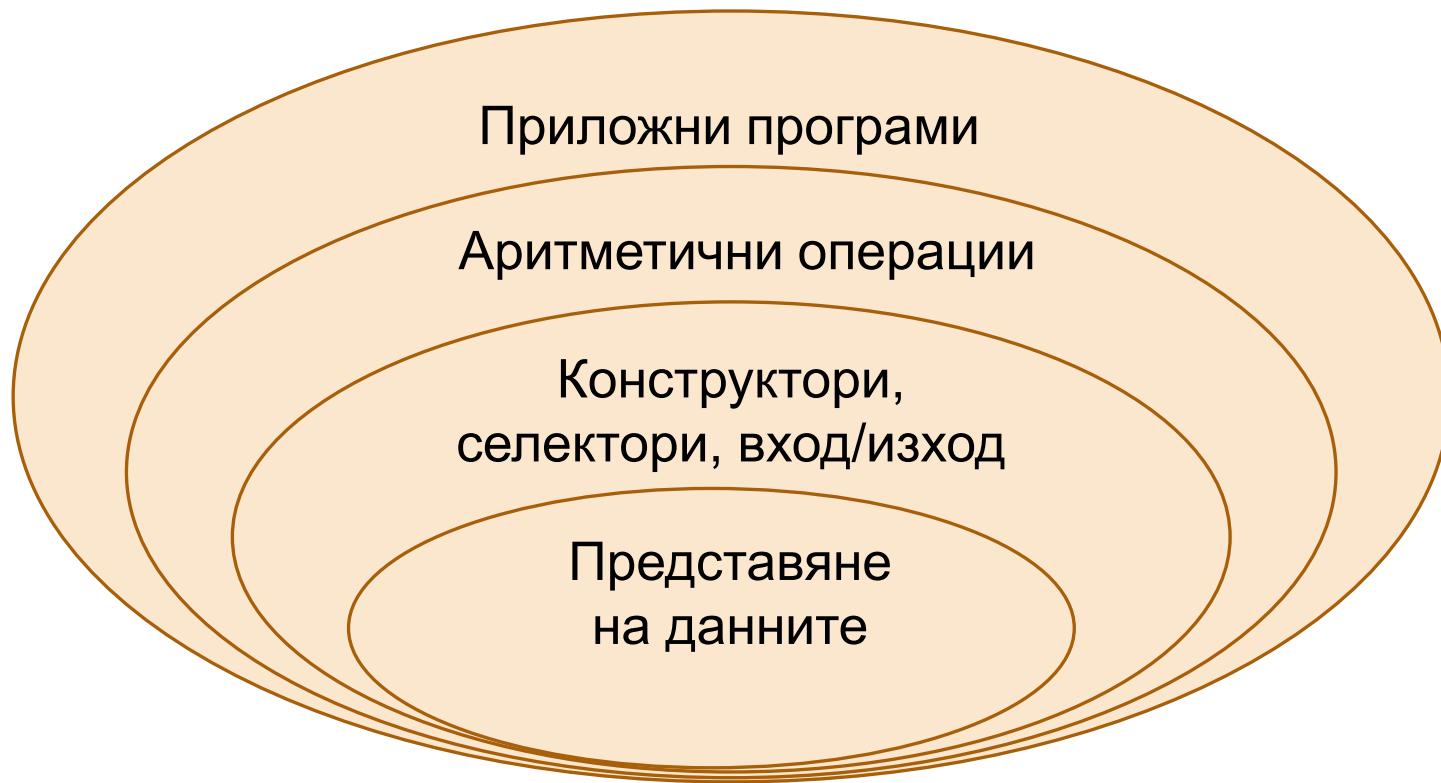 Приложни програми
Аритметични операции
Конструктори,
селектори, вход/изход
Представяне
на данните